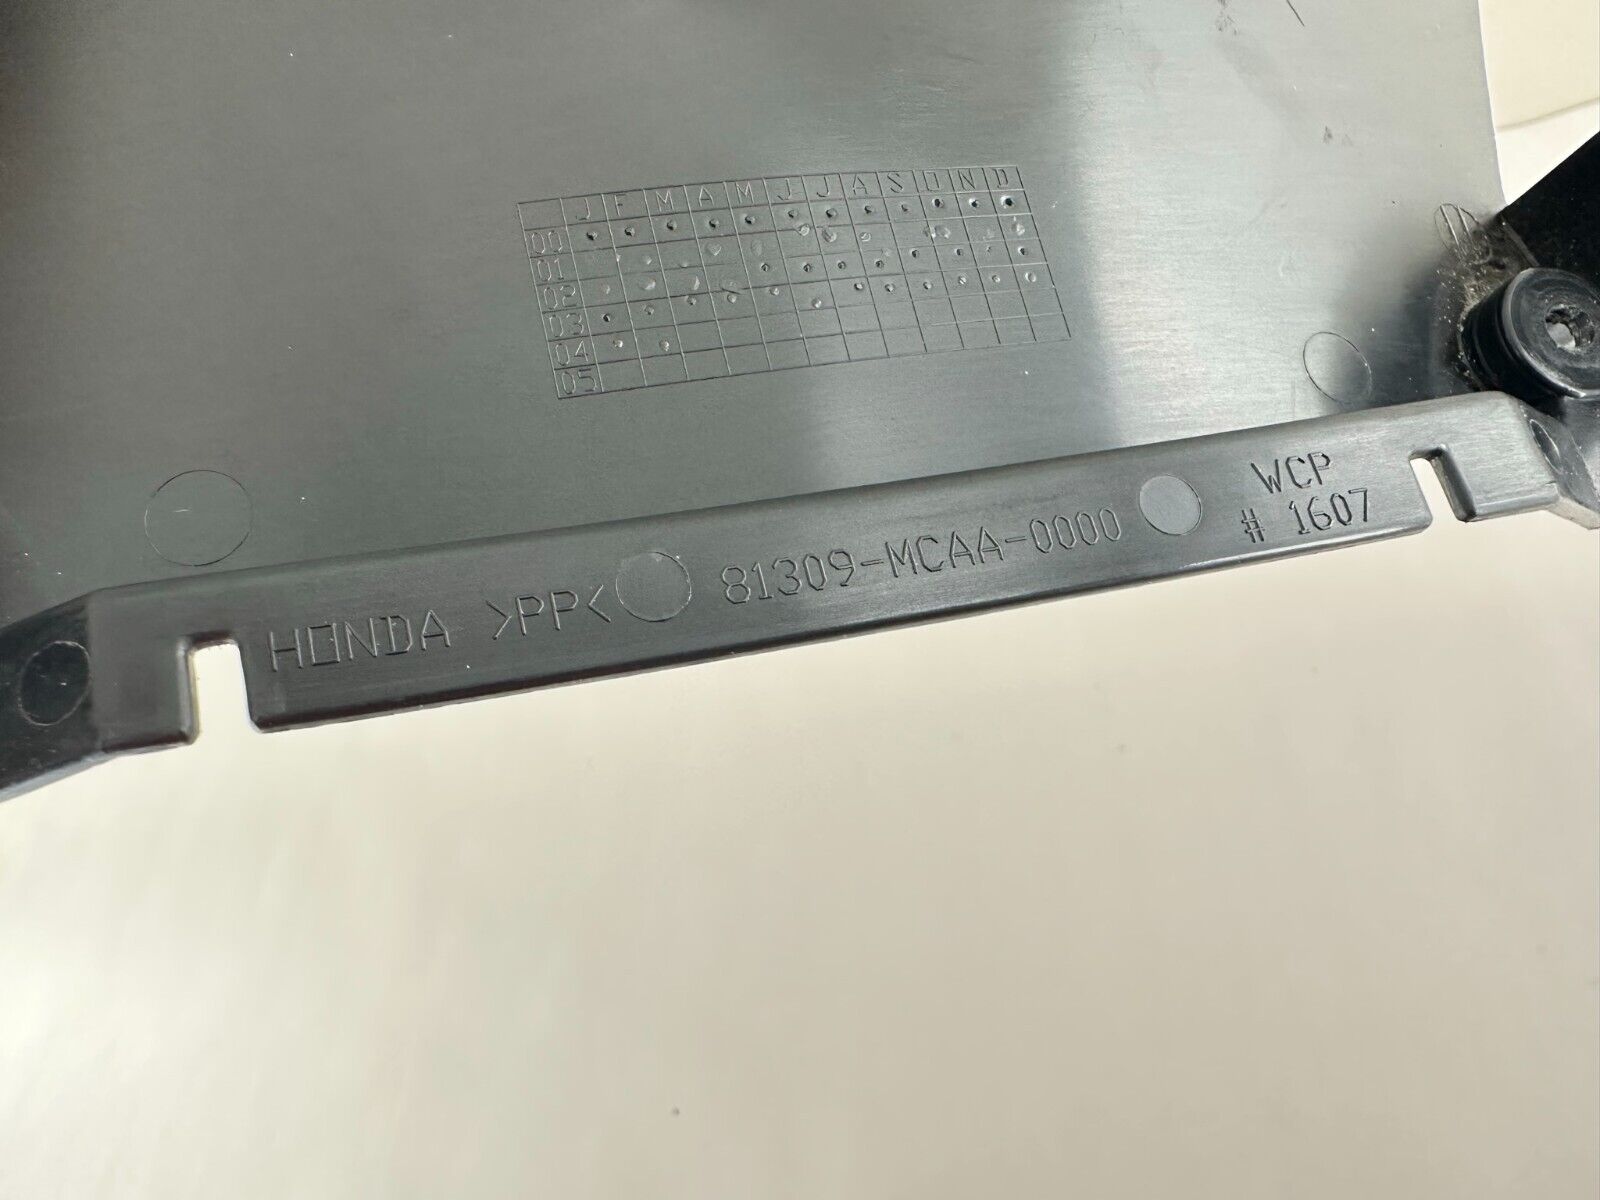 J F M A M J J A S O N D
00
01
02
03
04
05
WCP
HONDA >PP< 81309-MCAA-0000 # 1607